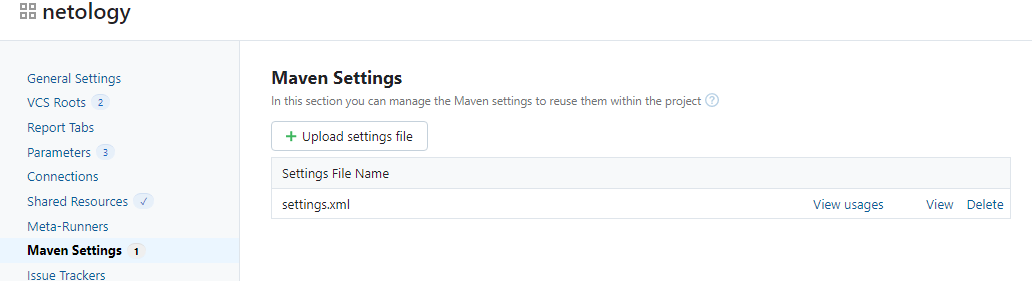 netology
General Settings
VCS Roots 2
Report Tabs
Parameters 3
Connections
Shared Resources ✓
Meta-Runners
Maven Settings 1
Issue Trackers
Maven Settings
In this section you can manage the Maven settings to reuse them within the project ?
+ Upload settings file
Settings File Name
settings.xml View usages View Delete